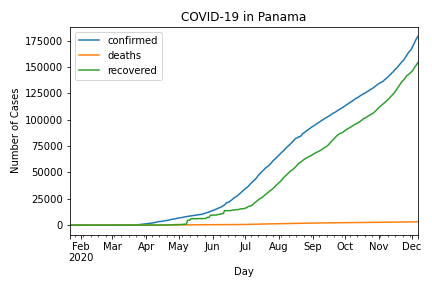 COVID-19 in Panama
confirmed
deaths
recovered
Number of Cases
175000
150000
125000
100000
75000
50000
25000
0
Feb Mar Apr May Jun Jul Aug Sep Oct Nov Dec
2020
Day